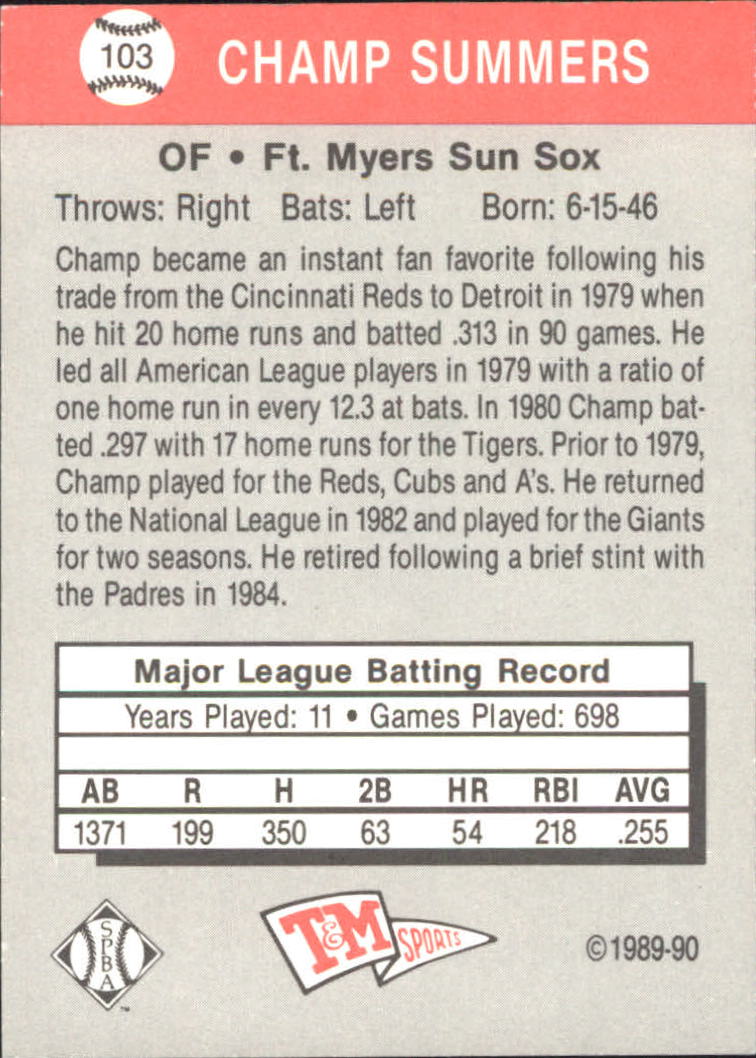 103 CHAMP SUMMERS
OF • Ft. Myers Sun Sox
Throws: Right Bats: Left Born: 6-15-46
Champ became an instant fan favorite following his
trade from the Cincinnati Reds to Detroit in 1979 when
he hit 20 home runs and batted .313 in 90 games. He
led all American League players in 1979 with a ratio of
one home run in every 12.3 at bats. In 1980 Champ bat-
ted .297 with 17 home runs for the Tigers. Prior to 1979,
Champ played for the Reds, Cubs and A's. He returned
to the National League in 1982 and played for the Giants
for two seasons. He retired following a brief stint with
the Padres in 1984.
Major League Batting Record
Years Played: 11 • Games Played: 698
AB R H 2B HR RBI AVG
1371 199 350 63 54 218 .255
SPBA ™
T&M SPORTS
©1989-90